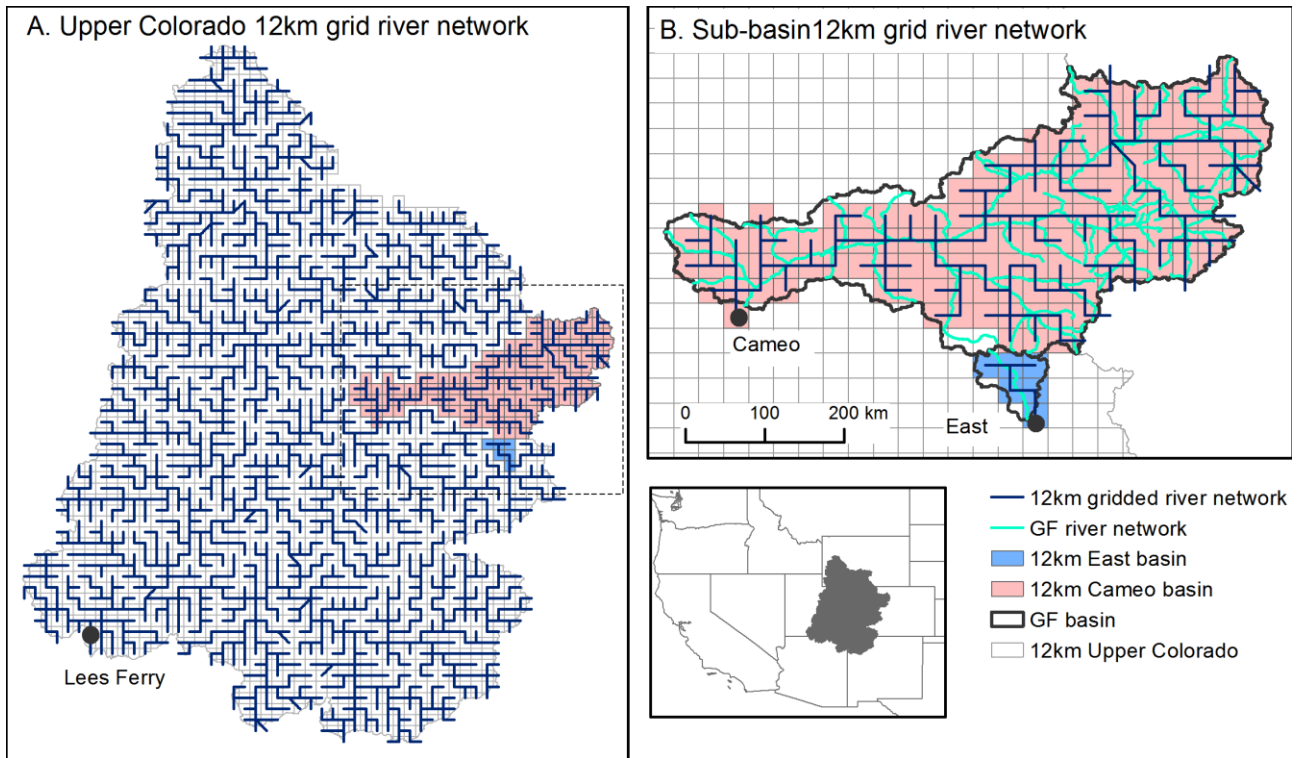 A. Upper Colorado 12km grid river network
Lees Ferry
B. Sub-basin12km grid river network
Cameo
East
0 100 200 km
12km gridded river network
GF river network
12km East basin
12km Cameo basin
GF basin
12km Upper Colorado